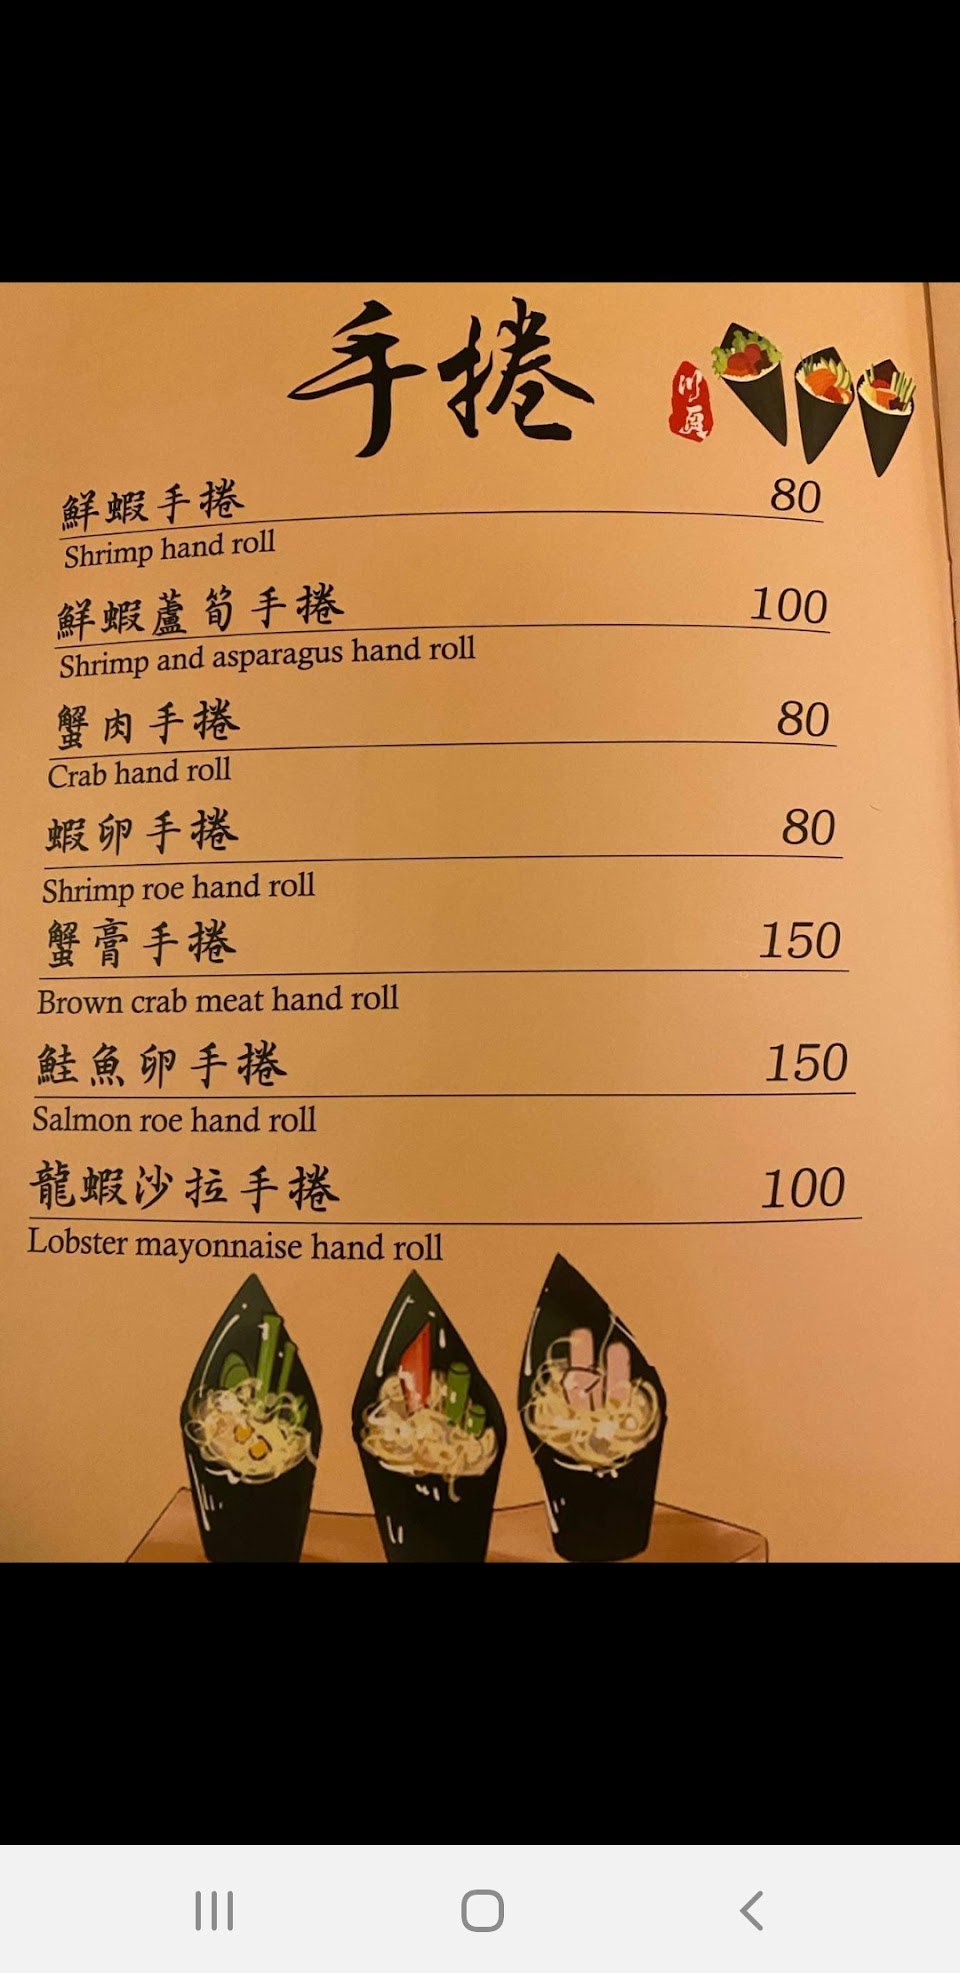 手捲
川頁
鮮蝦手捲 80
Shrimp hand roll
鮮蝦蘆筍手捲 100
Shrimp and asparagus hand roll
蟹肉手捲 80
Crab hand roll
蝦卵手捲 80
Shrimp roe hand roll
蟹膏手捲 150
Brown crab meat hand roll
鮭魚卵手捲 150
Salmon roe hand roll
龍蝦沙拉手捲 100
Lobster mayonnaise hand roll